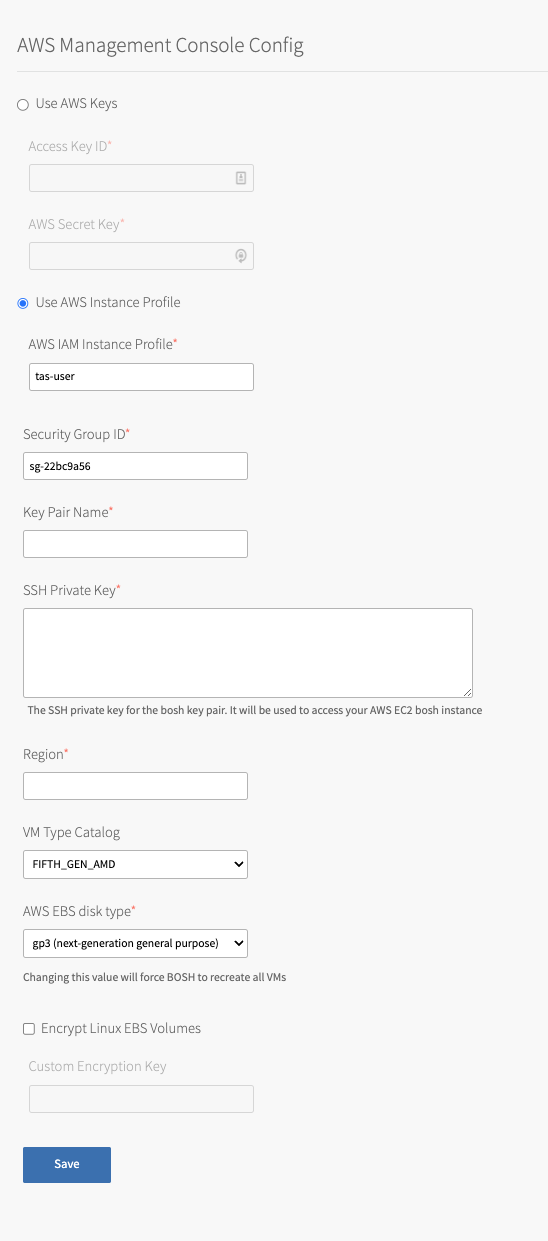 AWS Management Console Config
Use AWS Keys
Access Key ID*
AWS Secret Key*
Use AWS Instance Profile
AWS IAM Instance Profile*
tas-user
Security Group ID*
sg-22bc9a56
Key Pair Name*
SSH Private Key*
The SSH private key for the bosh key pair. It will be used to access your AWS EC2 bosh instance
Region*
VM Type Catalog
FIFTH_GEN_AMD
AWS EBS disk type*
gp3 (next-generation general purpose)
Changing this value will force BOSH to recreate all VMs
Encrypt Linux EBS Volumes
Custom Encryption Key
Save